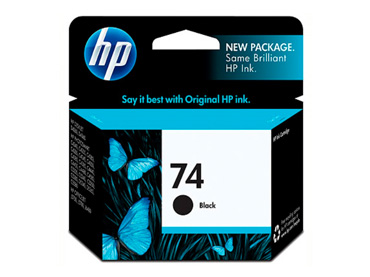 hp
NEW PACKAGE.
Same Brilliant
HP Ink.
Say it best with Original HP ink.
74
Black